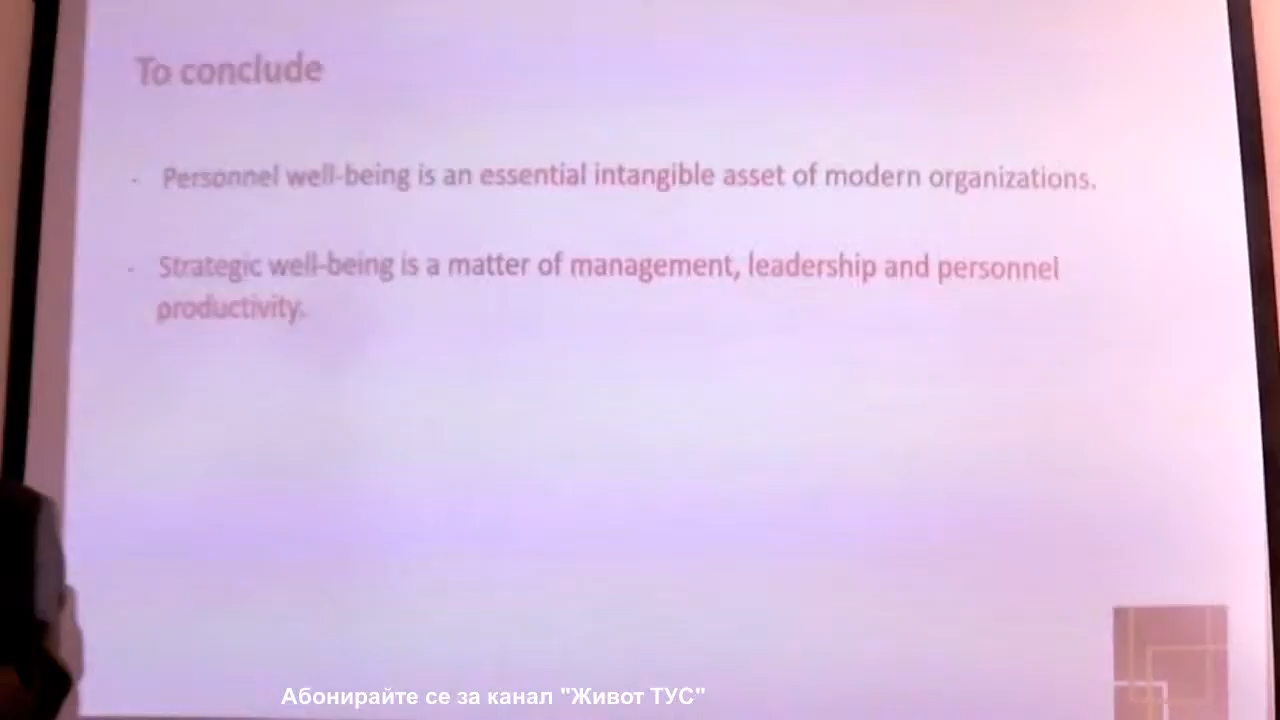 To conclude
- Personnel well-being is an essential intangible asset of modern organizations.
- Strategic well-being is a matter of management, leadership and personnel
productivity.
Абонирайте се за канал "Живот ТУС"